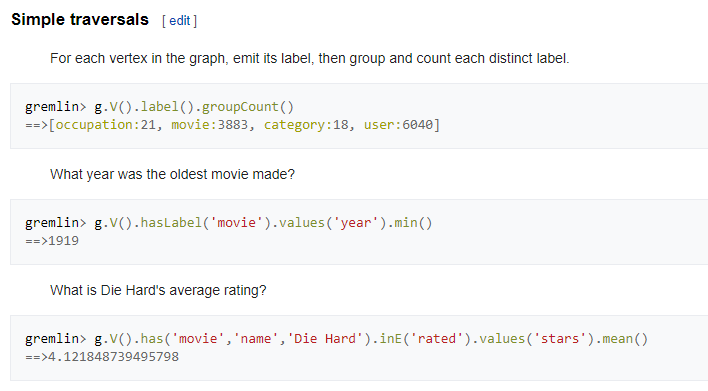 Simple traversals [ edit ]
For each vertex in the graph, emit its label, then group and count each distinct label.
gremlin> g.V().label().groupCount()
==>[occupation:21, movie:3883, category:18, user:6040]
What year was the oldest movie made?
gremlin> g.V().hasLabel('movie').values('year').min()
==>1919
What is Die Hard's average rating?
gremlin> g.V().has('movie','name','Die Hard').inE('rated').values('stars').mean()
==>4.121848739495798